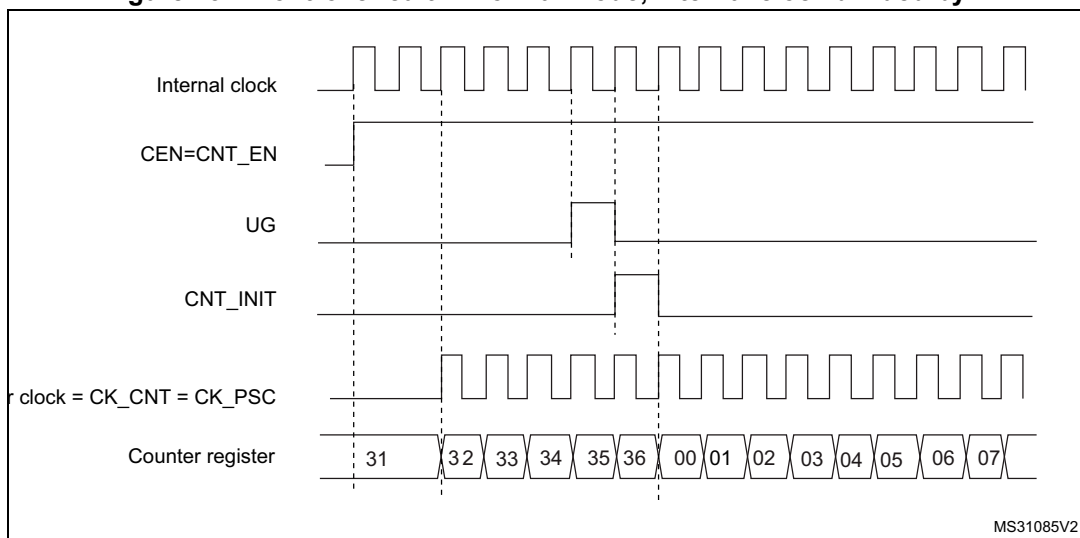 Internal clock
CEN=CNT_EN
UG
CNT_INIT
r clock = CK_CNT = CK_PSC
Counter register
31 32 33 34 35 36 00 01 02 03 04 05 06 07
MS31085V2